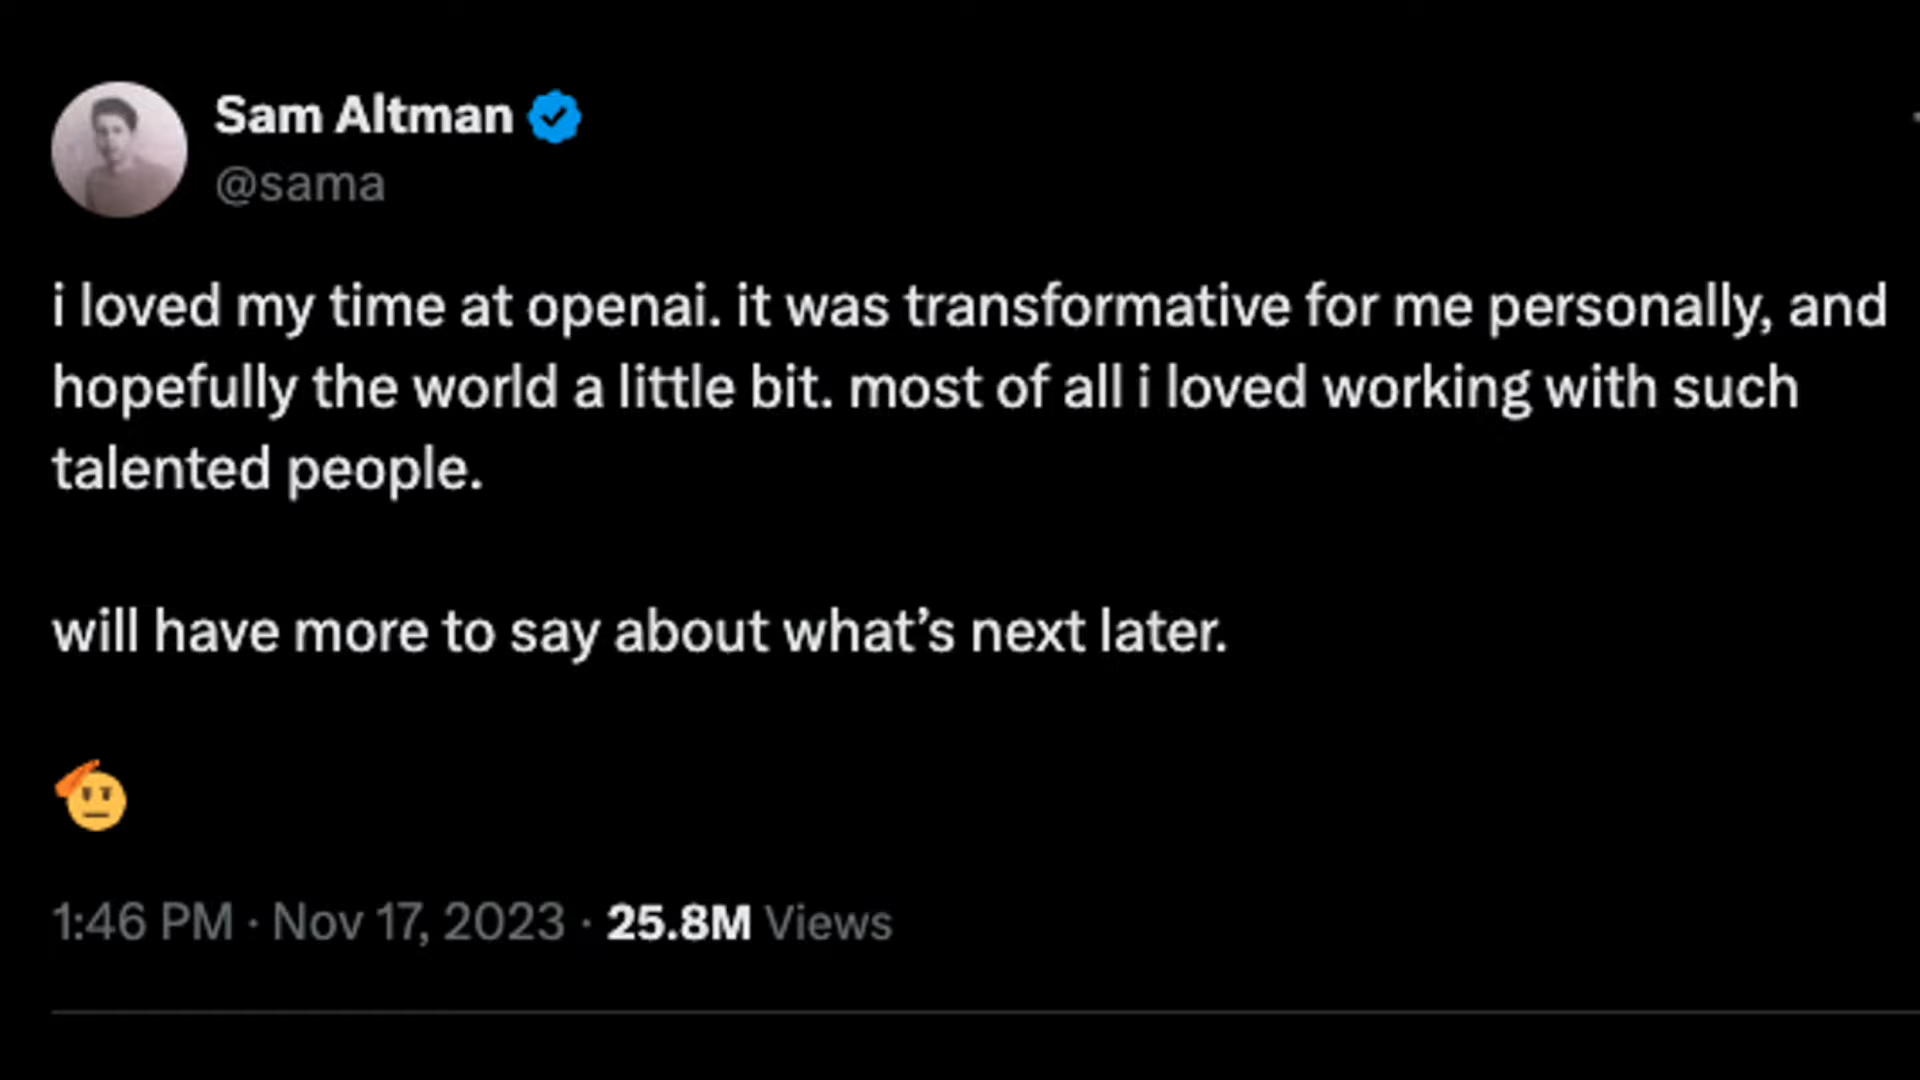 Sam Altman
@sama
i loved my time at openai. it was transformative for me personally, and
hopefully the world a little bit. most of all i loved working with such
talented people.
will have more to say about what’s next later.
🫡
1:46 PM · Nov 17, 2023 · 25.8M Views